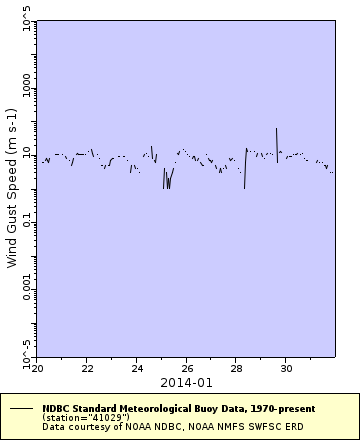 10^5
1000
10
0.1
0.001
10^-5
Wind Gust Speed (m s-1)
20 22 24 26 28 30
2014-01
NDBC Standard Meteorological Buoy Data, 1970-present
(station="41029")
Data courtesy of NOAA NDBC, NOAA NMFS SWFSC ERD